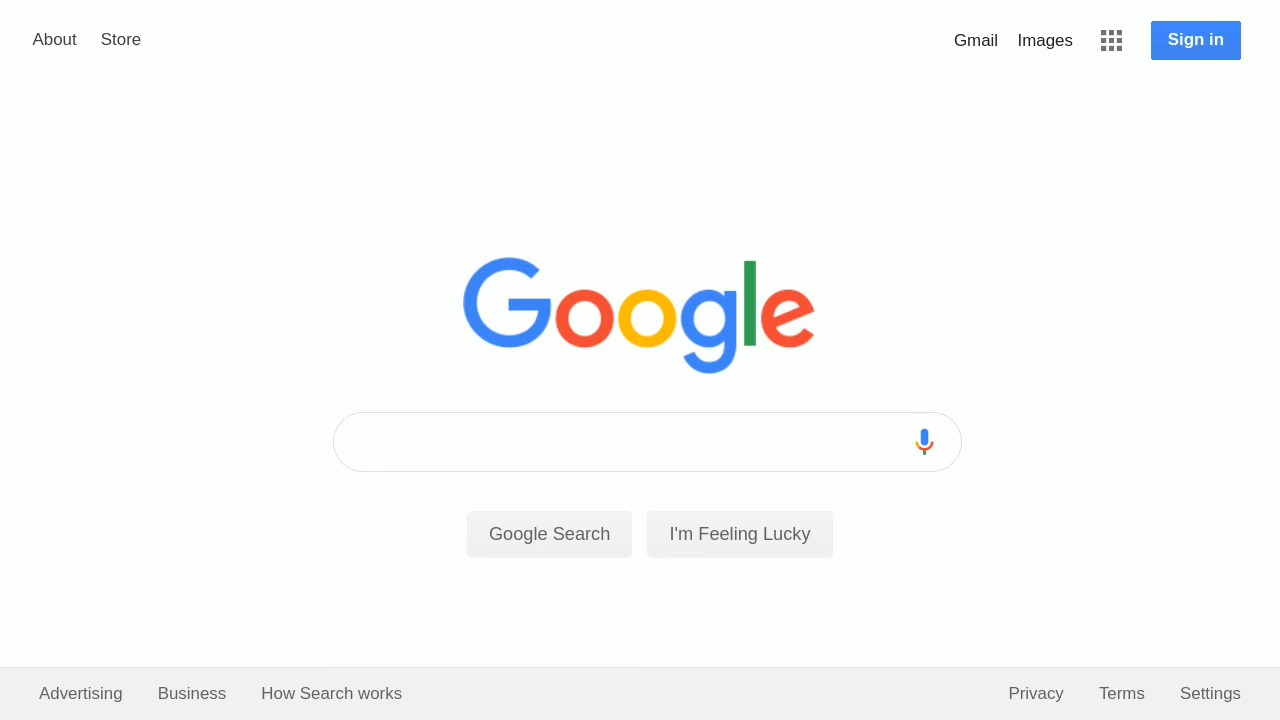 About Store Gmail Images Sign in
Google
Google Search I'm Feeling Lucky
Advertising Business How Search works Privacy Terms Settings